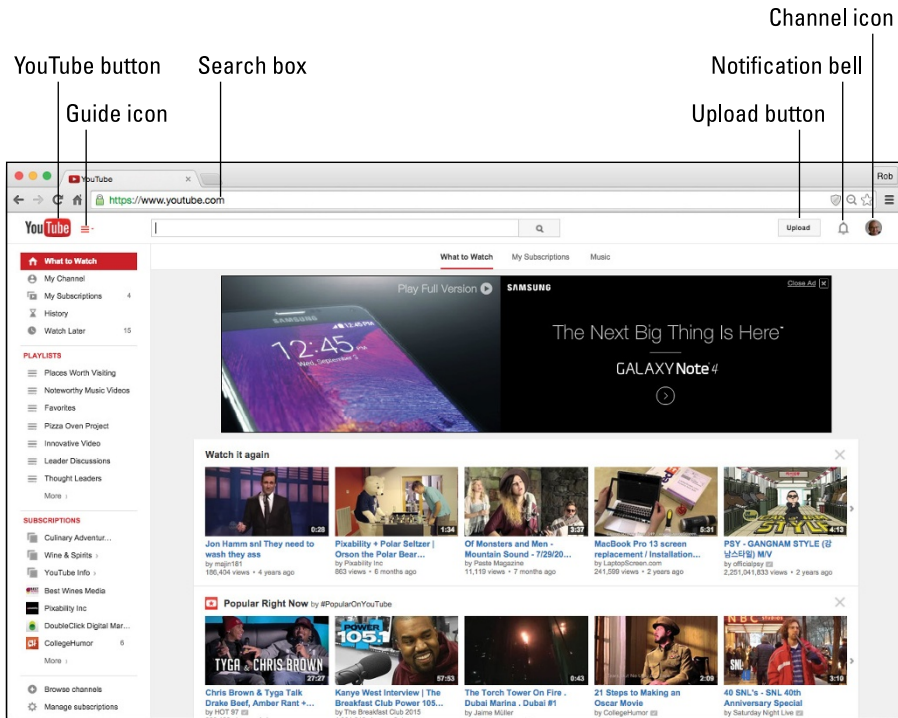 Channel icon
YouTube button
Search box
Notification bell
Guide icon
Upload button
YouTube
Rob
https://www.youtube.com
YouTube
Upload
What to Watch
My Channel
My Subscriptions 4
History
Watch Later 15
PLAYLISTS
Places Worth Visiting
Noteworthy Music Videos
Favorites
Pizza Oven Project
Innovative Video
Leader Discussions
Thought Leaders
More ›
SUBSCRIPTIONS
Culinary Adventur...
Wine & Spirits ›
YouTube Info ›
Best Wines Media
Pixability Inc
DoubleClick Digital Mar...
CollegeHumor 6
More ›
Browse channels
Manage subscriptions
What to Watch My Subscriptions Music
Play Full Version
SAMSUNG
Close Ad
SAMSUNG
12:45
Wed, September 3
The Next Big Thing Is Here™
GALAXY Note 4
Watch it again
0:28
Jon Hamm snl They need to
wash they ass
by majin181
186,404 views • 4 years ago
1:34
Pixability + Polar Seltzer |
Orson the Polar Bear...
by Pixability Inc
863 views • 6 months ago
3:37
Of Monsters and Men -
Mountain Sound - 7/29/20...
by Paste Magazine
11,119 views • 7 months ago
5:31
MacBook Pro 13 screen
replacement / Installation...
by LaptopScreen.com
241,599 views • 2 years ago
GANGNAM
STYLE
4:13
PSY - GANGNAM STYLE (강
남스타일) M/V
by officialpsy
2,251,041,833 views • 2 years ago
Popular Right Now by #PopularOnYouTube
TYGA & CHRIS BROWN
27:27
Chris Brown & Tyga Talk
Drake Beef, Amber Rant +...
by HOT 97
POWER
105.1
57:53
Kanye West Interview | The
Breakfast Club Power 105...
by The Breakfast Club 2015
0:43
The Torch Tower On Fire .
Dubai Marina . Dubai #1
by Jaime Müller
2:09
21 Steps to Making an
Oscar Movie
by CollegeHumor
NBC STUDIOS
SNL
3:10
40 SNL's - SNL 40th
Anniversary Special
by Saturday Night Live